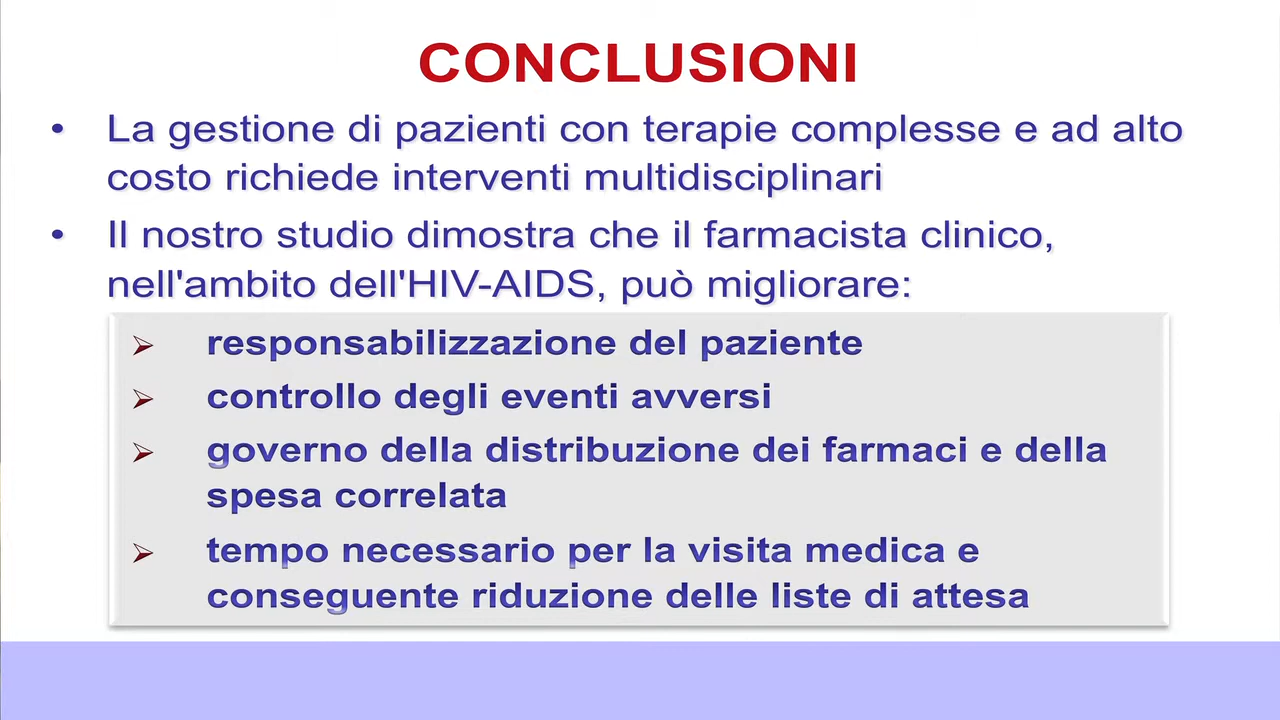 CONCLUSIONI
• La gestione di pazienti con terapie complesse e ad alto
costo richiede interventi multidisciplinari
• Il nostro studio dimostra che il farmacista clinico,
nell'ambito dell'HIV-AIDS, può migliorare:
➢ responsabilizzazione del paziente
➢ controllo degli eventi avversi
➢ governo della distribuzione dei farmaci e della
spesa correlata
➢ tempo necessario per la visita medica e
conseguente riduzione delle liste di attesa